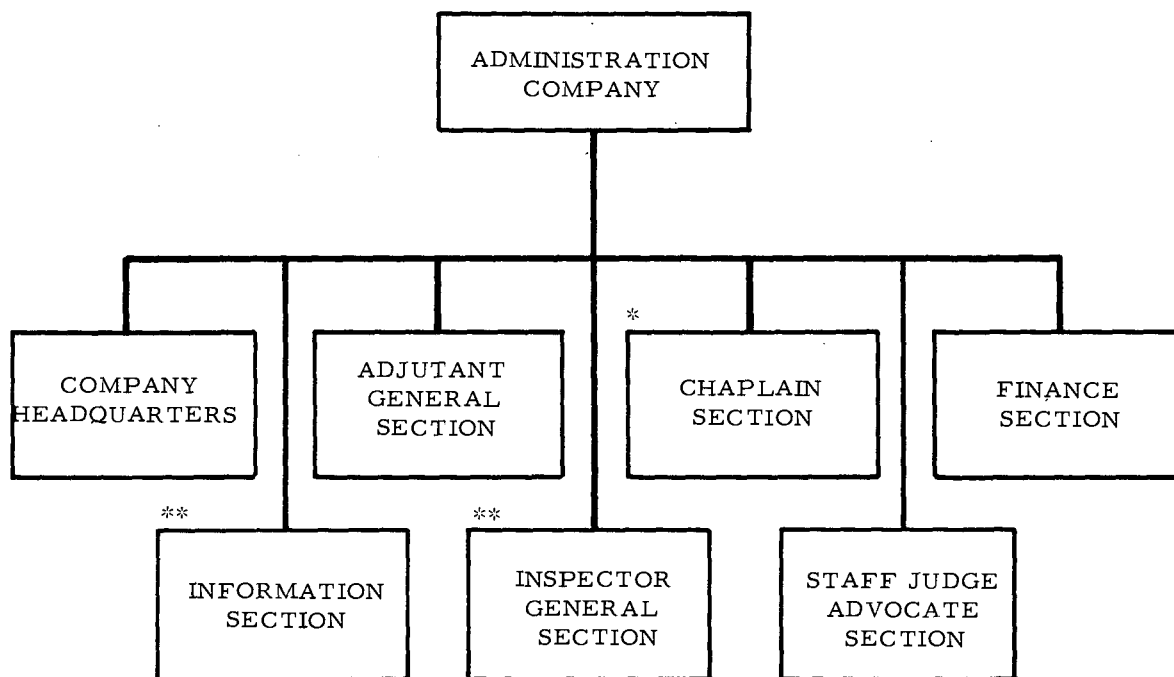 ADMINISTRATION
COMPANY
*
COMPANY
HEADQUARTERS
ADJUTANT
GENERAL
SECTION
CHAPLAIN
SECTION
FINANCE
SECTION
**
**
INFORMATION
SECTION
INSPECTOR
GENERAL
SECTION
STAFF JUDGE
ADVOCATE
SECTION